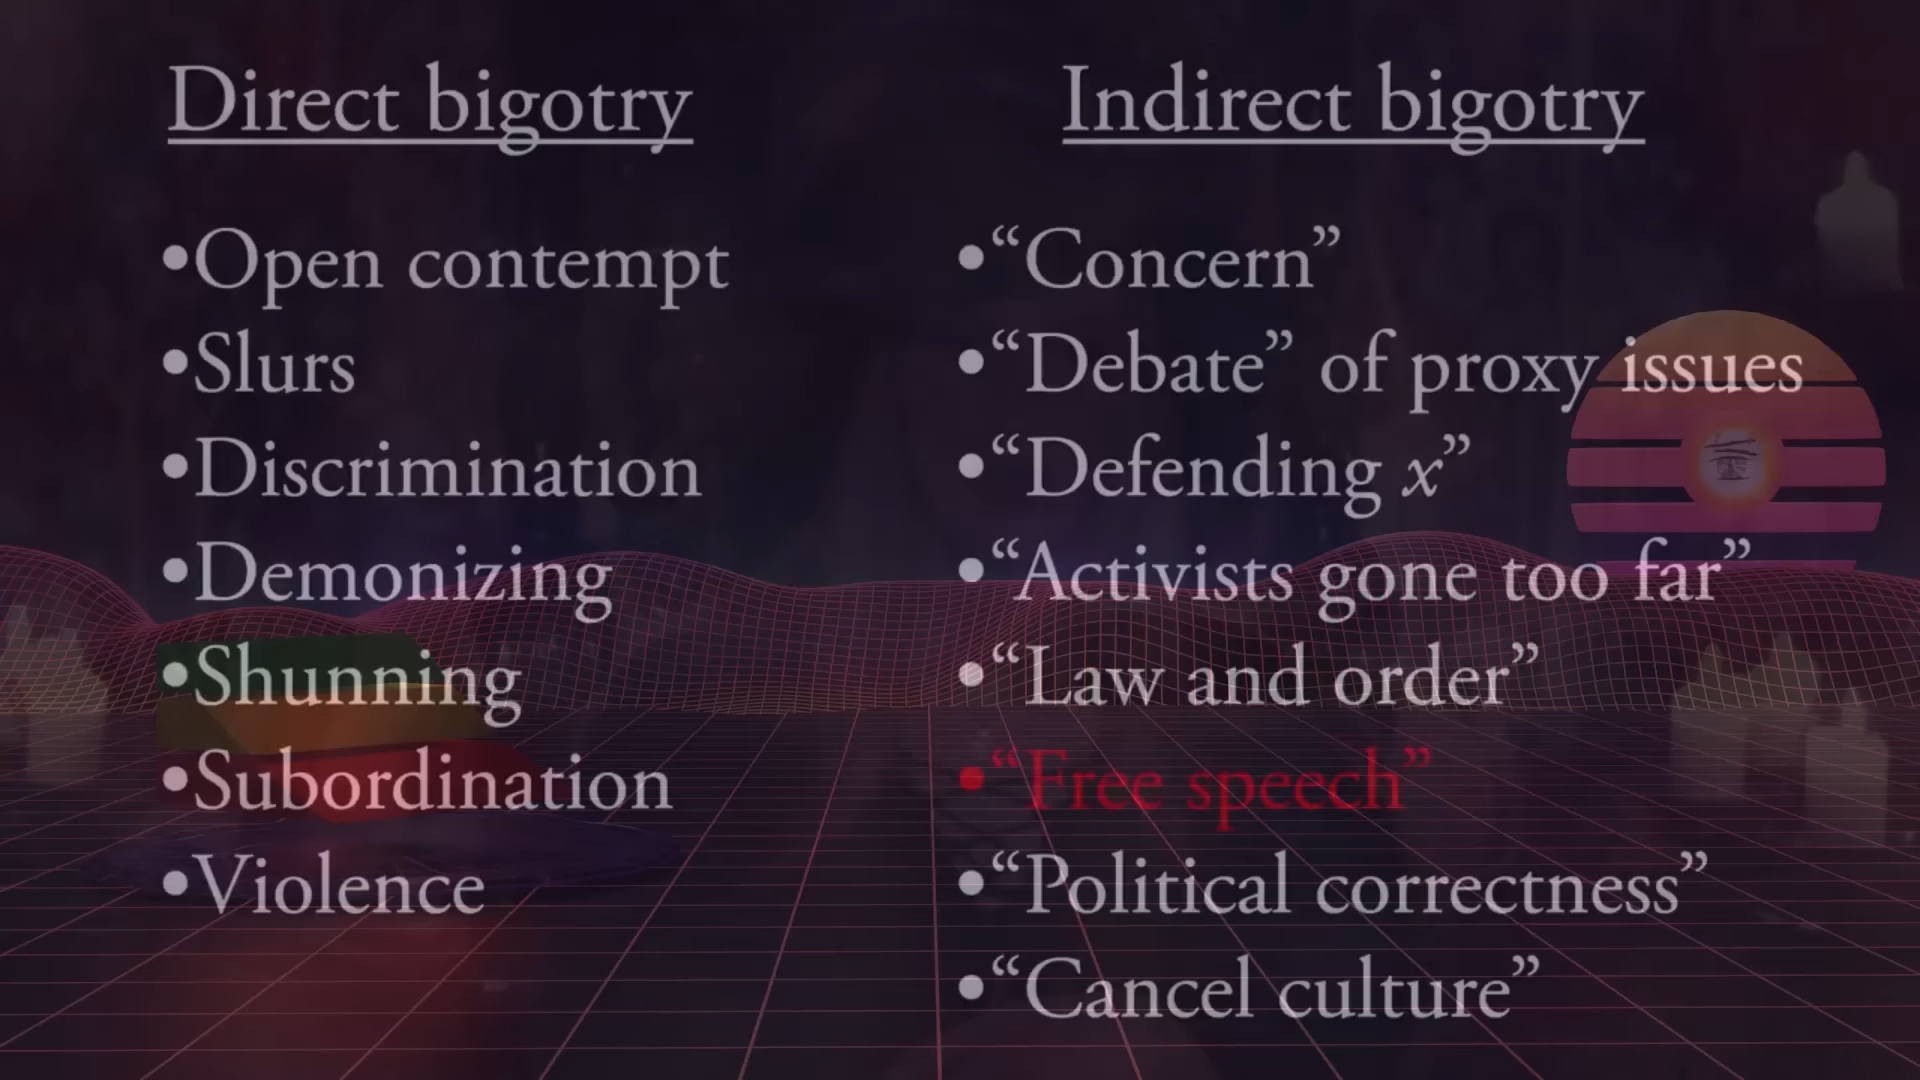 Direct bigotry
•Open contempt
•Slurs
•Discrimination
•Demonizing
•Shunning
•Subordination
•Violence
Indirect bigotry
•“Concern”
•“Debate” of proxy issues
•“Defending x”
•“Activists gone too far”
•“Law and order”
•“Free speech”
•“Political correctness”
•“Cancel culture”